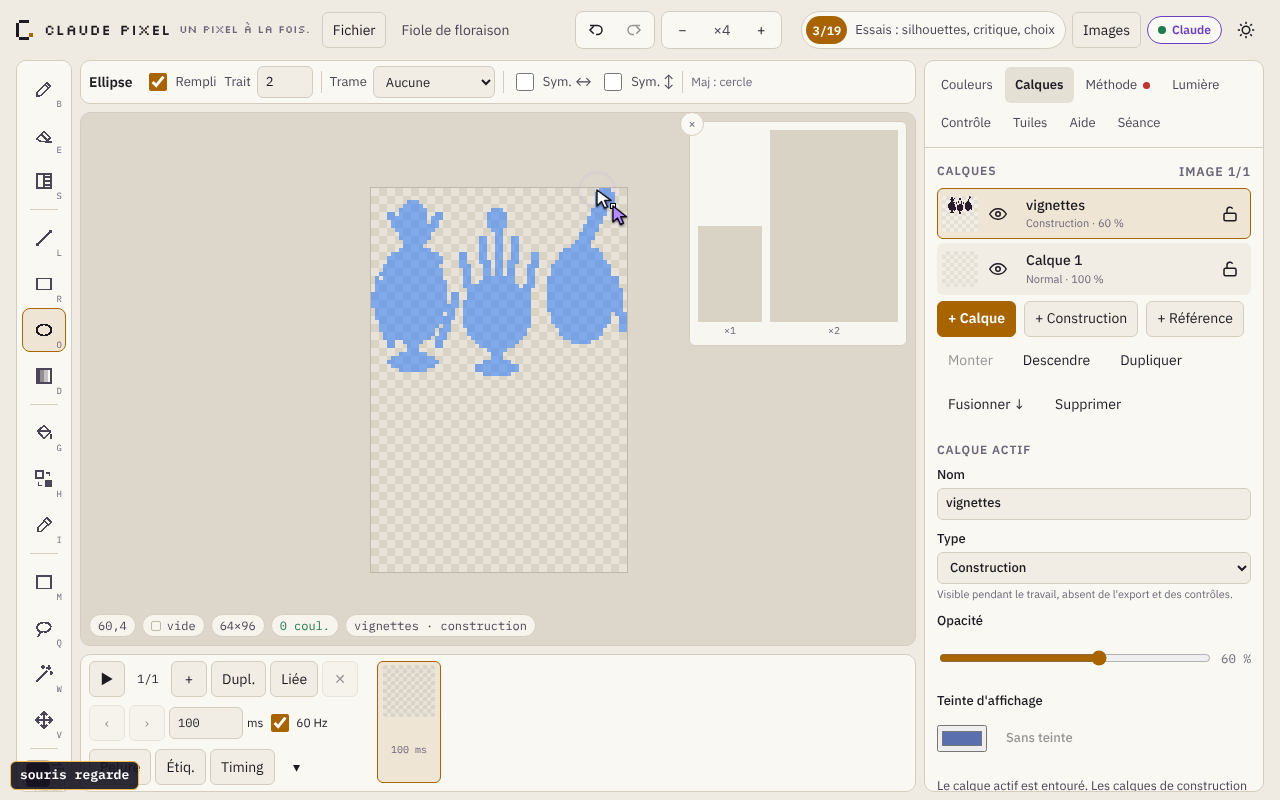 CLAUDE PIXEL UN PIXEL À LA FOIS. Fichier Fiole de floraison − ×4 + 3/19 Essais : silhouettes, critique, choix Images Claude
Ellipse Rempli Trait 2 Trame Aucune Sym. ↔ Sym. ↕ Maj : cercle
B
E
S
L
R
O
D
G
H
I
M
Q
W
V
×
×1 ×2
60,4 vide 64×96 0 coul. vignettes · construction
1/1 + Dupl. Liée ×
‹ › 100 ms 60 Hz
Étiq. Timing ▼
100 ms
souris regarde
Couleurs Calques Méthode Lumière
Contrôle Tuiles Aide Séance
CALQUES IMAGE 1/1
vignettes
Construction · 60 %
Calque 1
Normal · 100 %
+ Calque + Construction + Référence
Monter Descendre Dupliquer
Fusionner ↓ Supprimer
CALQUE ACTIF
Nom
vignettes
Type
Construction
Visible pendant le travail, absent de l'export et des contrôles.
Opacité
60 %
Teinte d'affichage
Sans teinte
Le calque actif est entouré. Les calques de construction